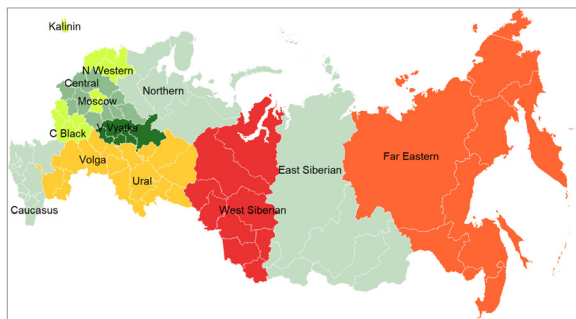 Kalinin
N Western
Central
Northern
Moscow
V Vyatka
C Black
Volga
East Siberian
Far Eastern
Ural
Caucasus
West Siberian